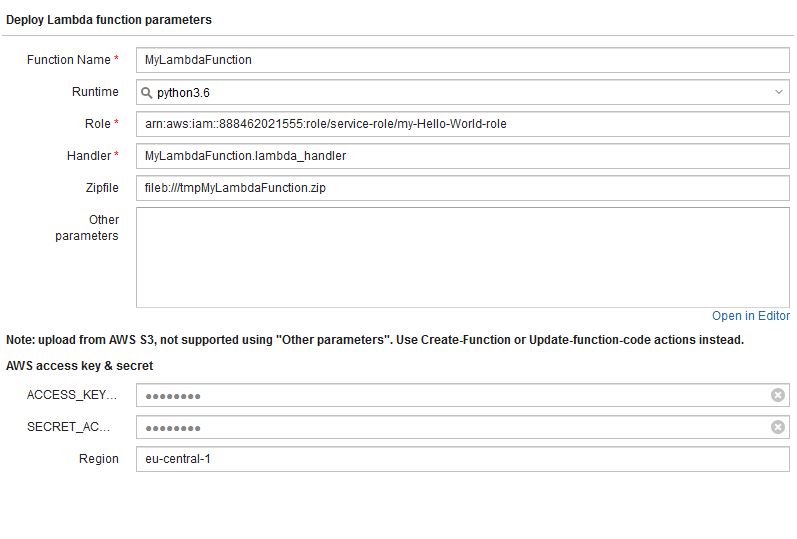 Deploy Lambda function parameters
Function Name * MyLambdaFunction
Runtime python3.6
Role * arn:aws:iam::888462021555:role/service-role/my-Hello-World-role
Handler * MyLambdaFunction.lambda_handler
Zipfile fileb:///tmpMyLambdaFunction.zip
Other
parameters
Open in Editor
Note: upload from AWS S3, not supported using "Other parameters". Use Create-Function or Update-function-code actions instead.
AWS access key & secret
ACCESS_KEY... ●●●●●●●●
SECRET_AC... ●●●●●●●●
Region eu-central-1